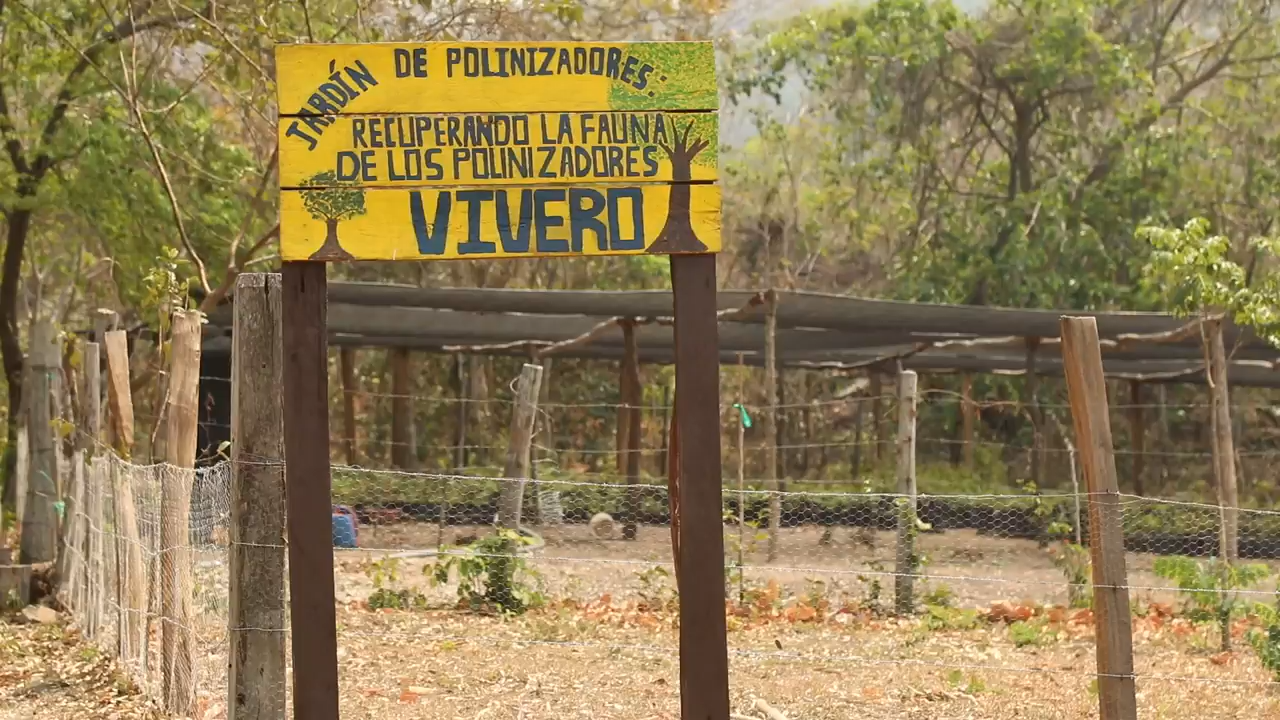 JARDÍN DE POLINIZADORES:
RECUPERANDO LA FAUNA
DE LOS POLINIZADORES
VIVERO